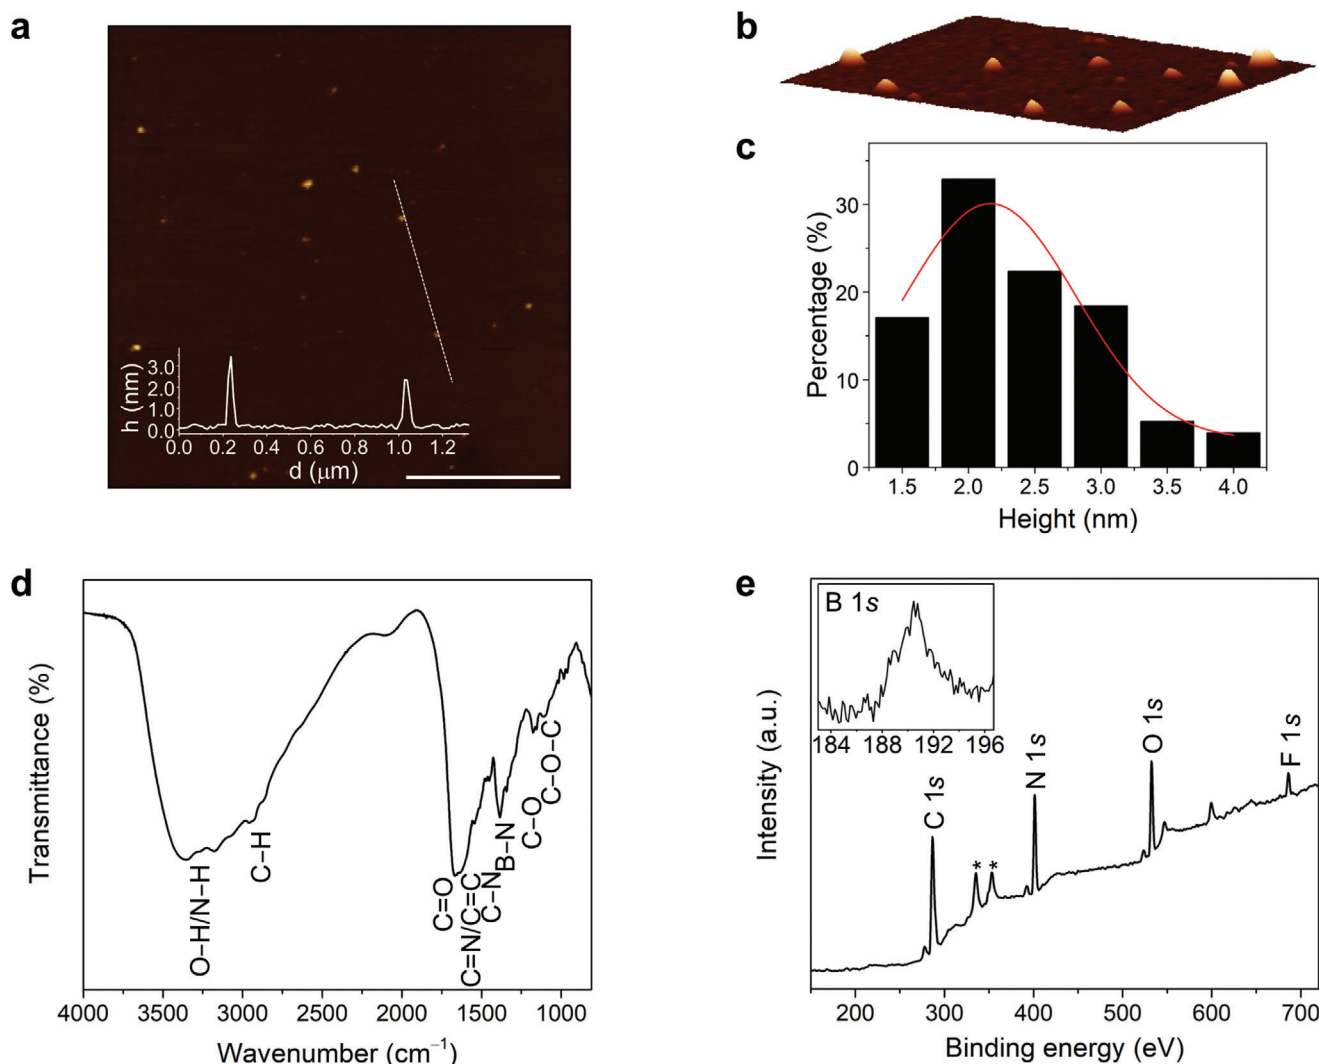 a
h (nm)
3.0
2.0
1.0
0.0
0.0 0.2 0.4 0.6 0.8 1.0 1.2
d (μm)
b
c
Percentage (%)
30
20
10
0
1.5 2.0 2.5 3.0 3.5 4.0
Height (nm)
d
Transmittance (%)
O–H/N–H
C–H
C=O
C=N/C=C
C–N
B–N
C–O
C–O–C
4000 3500 3000 2500 2000 1500 1000
Wavenumber (cm⁻¹)
e
Intensity (a.u.)
B 1s
184 188 192 196
C 1s
* *
N 1s
O 1s
F 1s
200 300 400 500 600 700
Binding energy (eV)